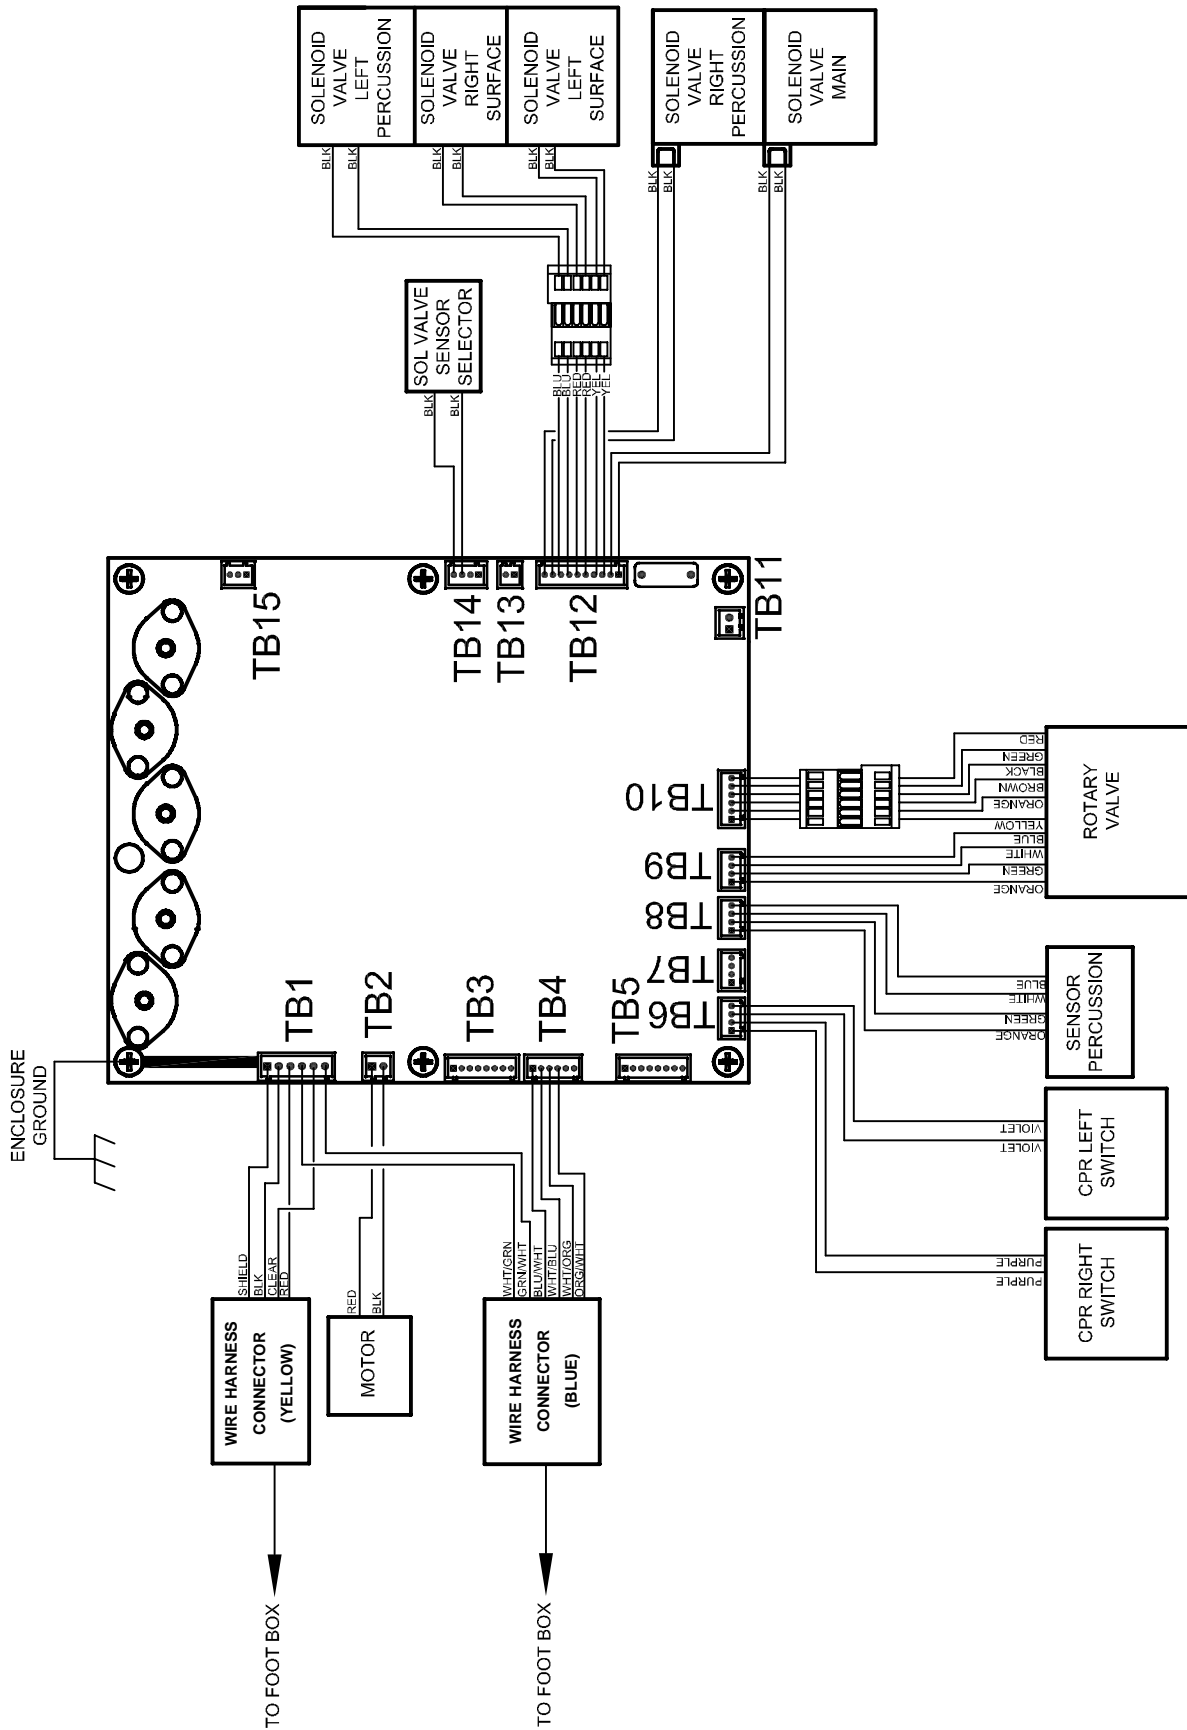 SOLENOID
VALVE
LEFT
PERCUSSION
SOLENOID
VALVE
RIGHT
SURFACE
SOLENOID
VALVE
LEFT
SURFACE
SOLENOID
VALVE
RIGHT
PERCUSSION
SOLENOID
VALVE
MAIN
BLK
BLK
BLK
BLK
BLK
BLK
BLK
BLK
BLK
BLK
SOL VALVE
SENSOR
SELECTOR
BLK
BLK
BLU
BLU
RED
RED
YEL
YEL
TB15
TB14
TB13
TB12
TB11
TB10
TB9
TB8
TB7
TB6
TB1
TB2
TB3
TB4
TB5
RED
GREEN
BLACK
BROWN
ORANGE
YELLOW
BLUE
WHITE
GREEN
ORANGE
ROTARY
VALVE
BLUE
WHITE
GREEN
ORANGE
SENSOR
PERCUSSION
VIOLET
VIOLET
CPR LEFT
SWITCH
PURPLE
PURPLE
CPR RIGHT
SWITCH
ENCLOSURE
GROUND
SHIELD
BLK
CLEAR
RED
WIRE HARNESS
CONNECTOR
(YELLOW)
RED
BLK
MOTOR
WHT/GRN
GRN/WHT
BLU/WHT
WHT/BLU
WHT/ORG
ORG/WHT
WIRE HARNESS
CONNECTOR
(BLUE)
TO FOOT BOX
TO FOOT BOX